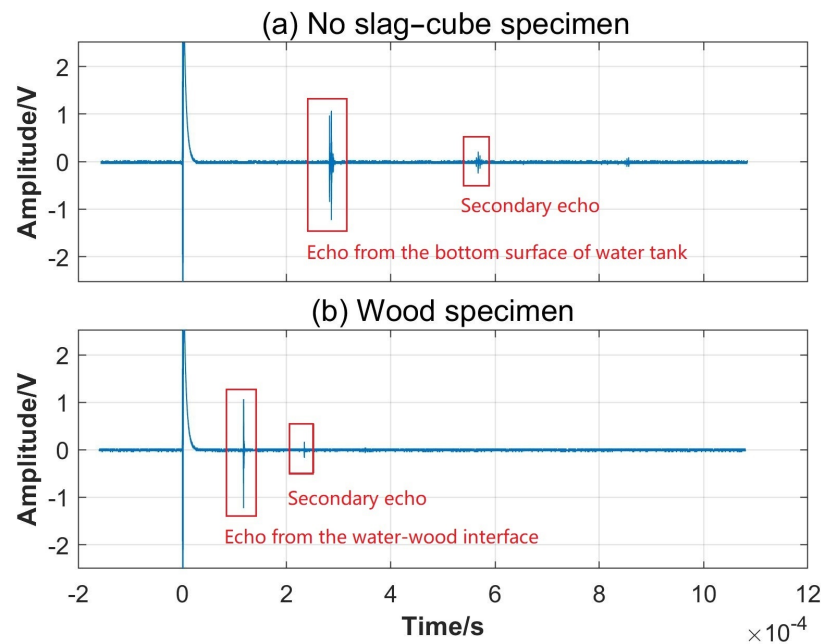 (a) No slag–cube specimen
Amplitude/V
2
1
0
-1
-2
Secondary echo
Echo from the bottom surface of water tank
(b) Wood specimen
Amplitude/V
2
1
0
-1
-2
Secondary echo
Echo from the water-wood interface
-2 0 2 4 6 8 10 12
Time/s
×10⁻⁴